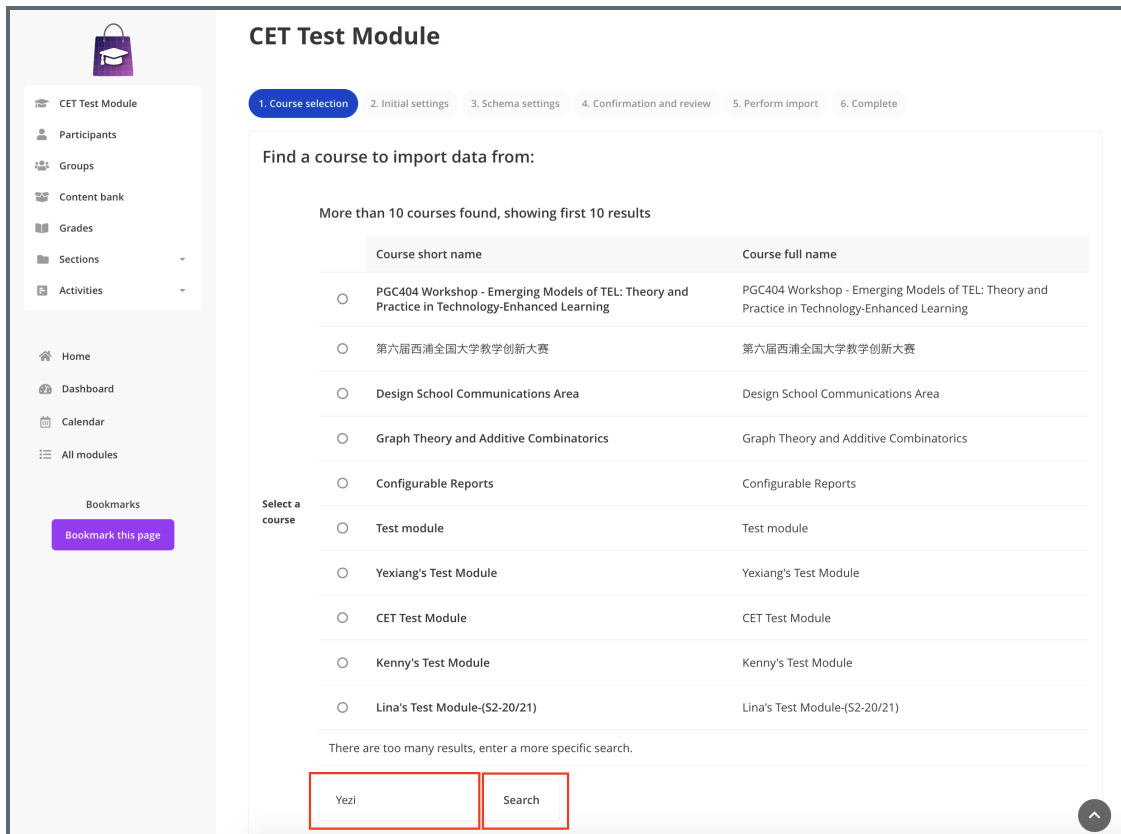 CET Test Module
Participants
Groups
Content bank
Grades
Sections
Activities
Home
Dashboard
Calendar
All modules
Bookmarks
Bookmark this page
CET Test Module
1. Course selection 2. Initial settings 3. Schema settings 4. Confirmation and review 5. Perform import 6. Complete
Find a course to import data from:
More than 10 courses found, showing first 10 results
Select a
course
Course short name Course full name
PGC404 Workshop - Emerging Models of TEL: Theory and
Practice in Technology-Enhanced Learning
PGC404 Workshop - Emerging Models of TEL: Theory and
Practice in Technology-Enhanced Learning
第六届西浦全国大学教学创新大赛 第六届西浦全国大学教学创新大赛
Design School Communications Area Design School Communications Area
Graph Theory and Additive Combinatorics Graph Theory and Additive Combinatorics
Configurable Reports Configurable Reports
Test module Test module
Yexiang's Test Module Yexiang's Test Module
CET Test Module CET Test Module
Kenny's Test Module Kenny's Test Module
Lina's Test Module-(S2-20/21) Lina's Test Module-(S2-20/21)
There are too many results, enter a more specific search.
Yezi Search